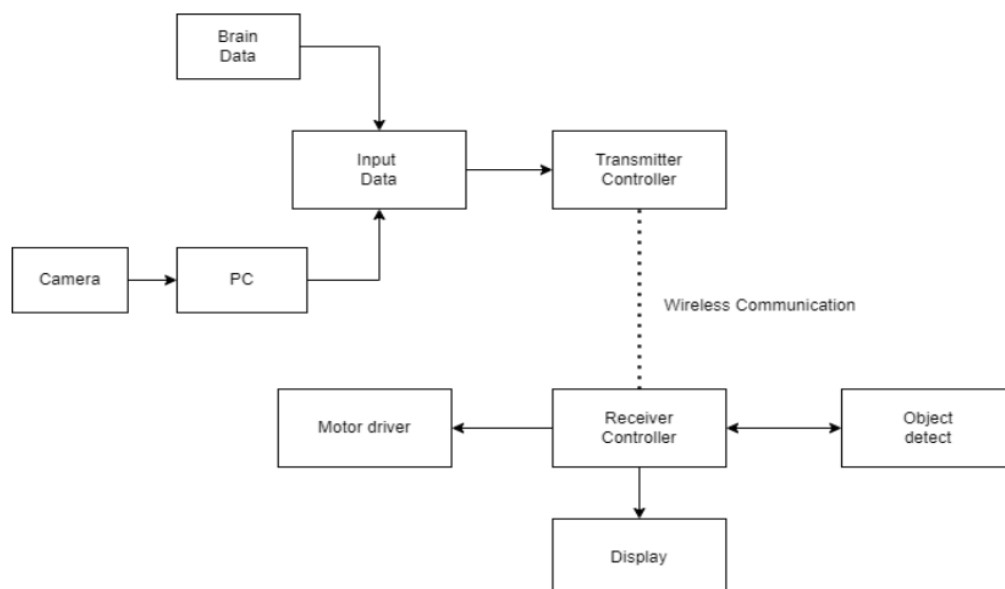 Brain
Data
Input
Data
Transmitter
Controller
Camera
PC
Wireless Communication
Motor driver
Receiver
Controller
Object
detect
Display